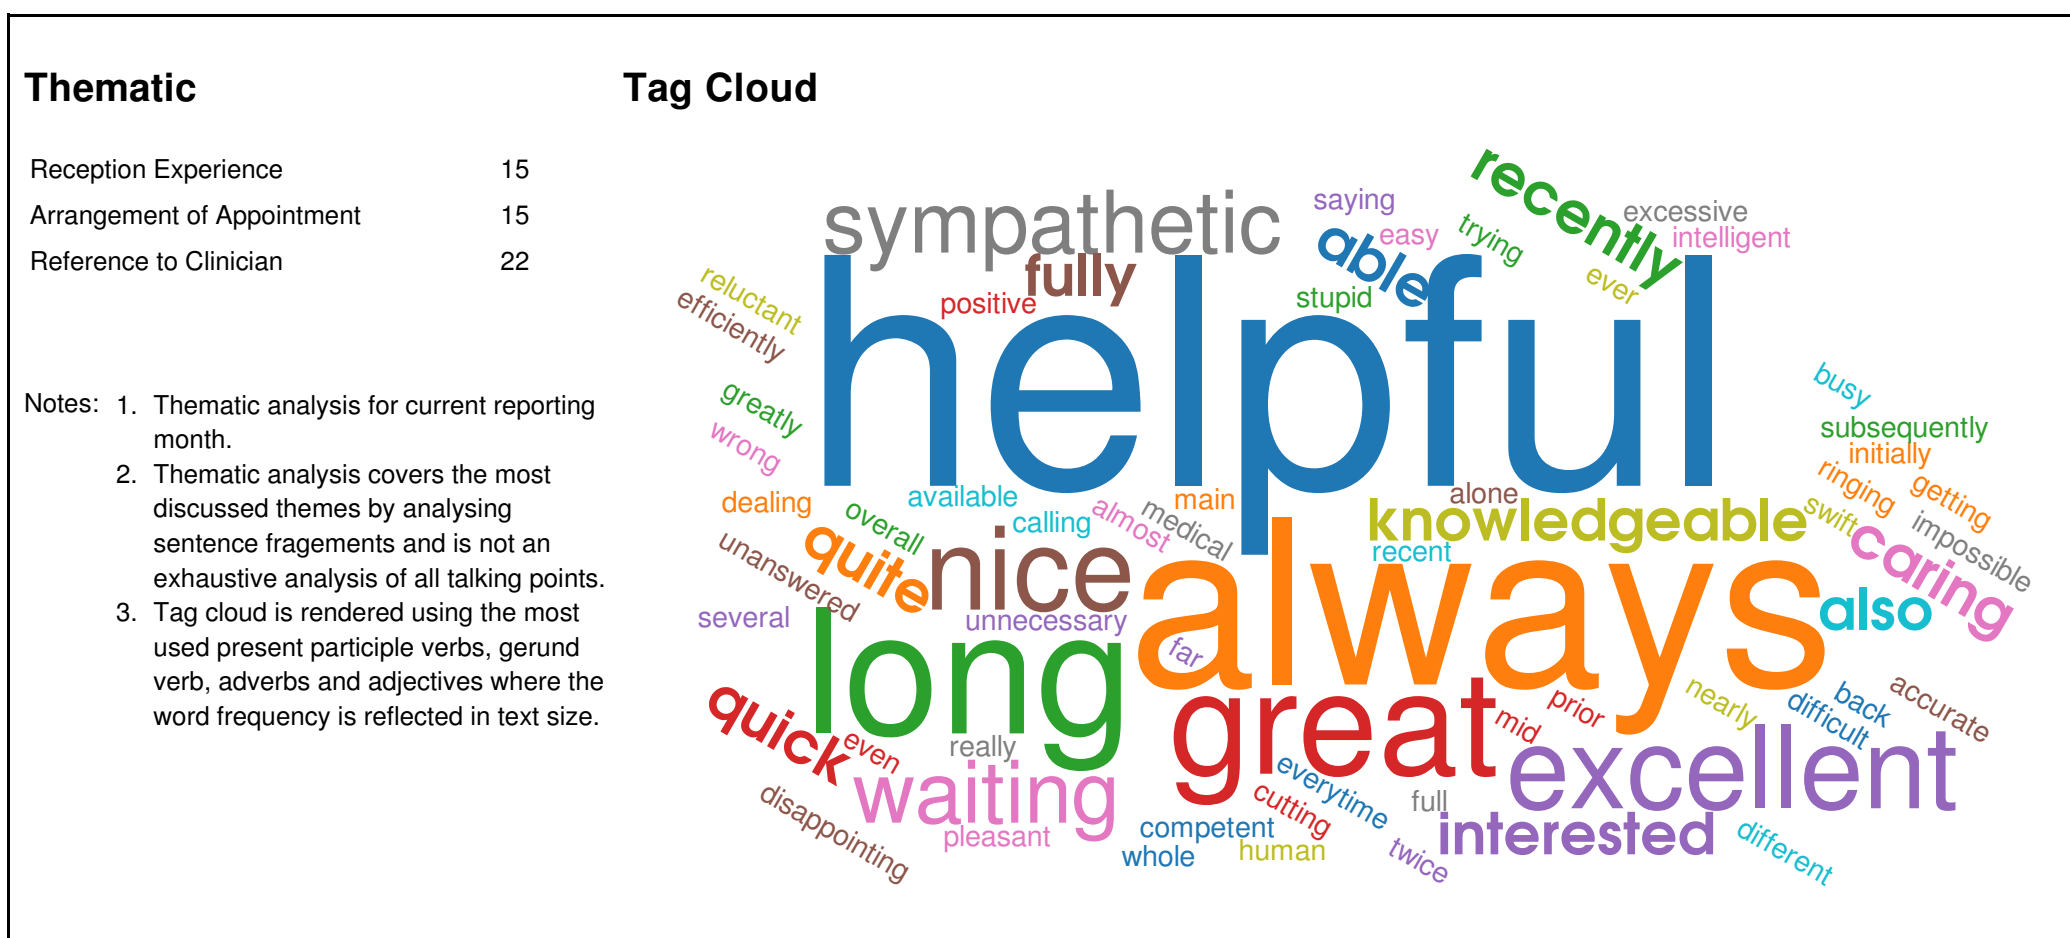 Thematic
Reception Experience 15
Arrangement of Appointment 15
Reference to Clinician 22
Notes: 1. Thematic analysis for current reporting
month.
2. Thematic analysis covers the most
discussed themes by analysing
sentence fragements and is not an
exhaustive analysis of all talking points.
3. Tag cloud is rendered using the most
used present participle verbs, gerund
verb, adverbs and adjectives where the
word frequency is reflected in text size.
Tag Cloud
recently
saying
excessive
sympathetic
easy
trying
intelligent
able
fully
reluctant
ever
positive
stupid
efficiently
helpful
busy
greatly
subsequently
wrong
initially
ringing
getting
dealing
available
main
alone
overall
calling
almost
medical
knowledgeable
swift
impossible
quite
nice
recent
caring
unanswered
always
also
several
unnecessary
long
far
quick
great
mid
prior
nearly
difficult
back
accurate
even
really
excellent
waiting
everytime
disappointing
cutting
full
pleasant
competent
interested
different
whole
human
twice